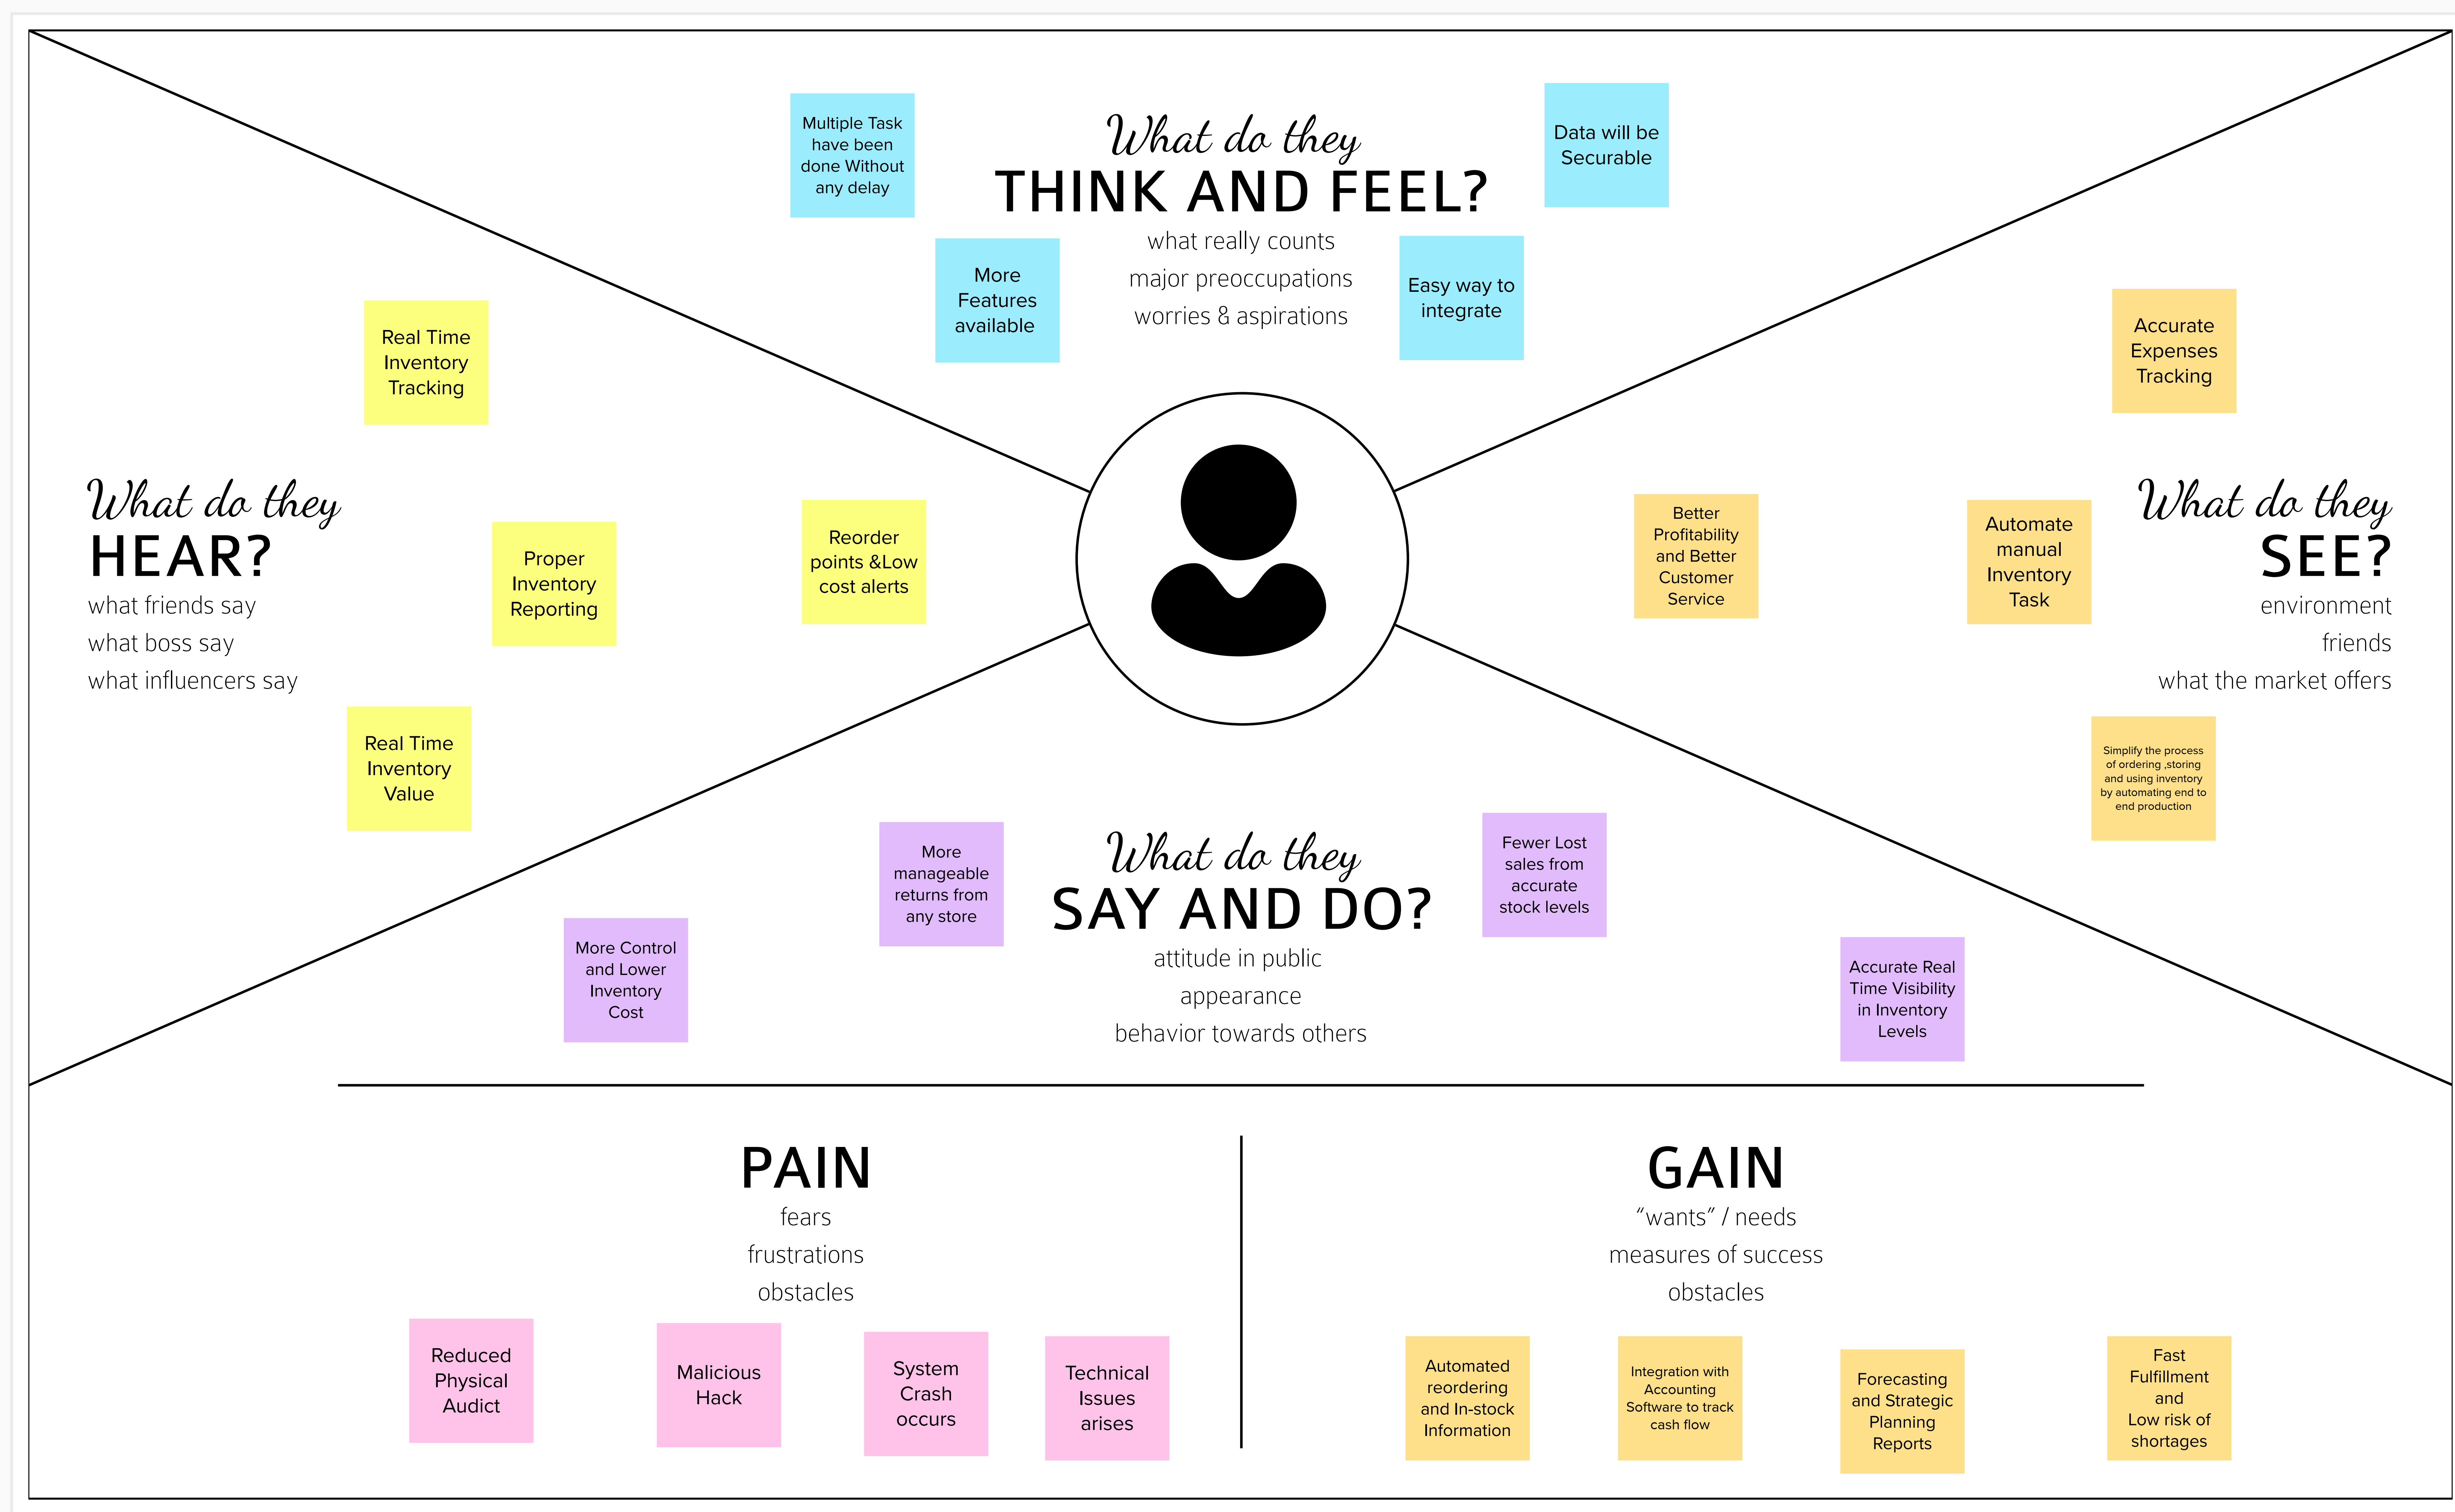 What do they
THINK AND FEEL?
what really counts
major preoccupations
worries & aspirations
Multiple Task
have been
done Without
any delay
More
Features
available
Data will be
Securable
Easy way to
integrate
What do they
HEAR?
what friends say
what boss say
what influencers say
Real Time
Inventory
Tracking
Proper
Inventory
Reporting
Reorder
points &Low
cost alerts
Real Time
Inventory
Value
What do they
SEE?
environment
friends
what the market offers
Accurate
Expenses
Tracking
Better
Profitability
and Better
Customer
Service
Automate
manual
Inventory
Task
Simplify the process
of ordering ,storing
and using inventory
by automating end to
end production
What do they
SAY AND DO?
attitude in public
appearance
behavior towards others
More
manageable
returns from
any store
More Control
and Lower
Inventory
Cost
Fewer Lost
sales from
accurate
stock levels
Accurate Real
Time Visibility
in Inventory
Levels
PAIN
fears
frustrations
obstacles
Reduced
Physical
Audict
Malicious
Hack
System
Crash
occurs
Technical
Issues
arises
GAIN
“wants” / needs
measures of success
obstacles
Automated
reordering
and In-stock
Information
Integration with
Accounting
Software to track
cash flow
Forecasting
and Strategic
Planning
Reports
Fast
Fulfillment
and
Low risk of
shortages